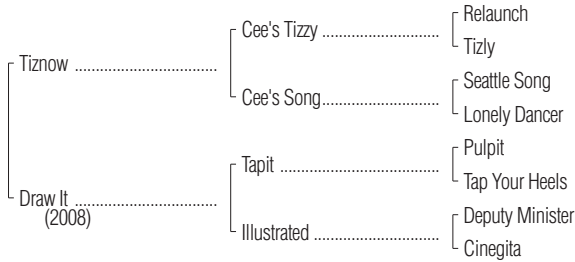 Relaunch
Cee's Tizzy ....................................
Tizly
Tiznow ...........................................
Seattle Song
Cee's Song....................................
Lonely Dancer
Pulpit
Tapit ................................................
Tap Your Heels
Draw It ...........................................
(2008)
Deputy Minister
Illustrated .....................................
Cinegita